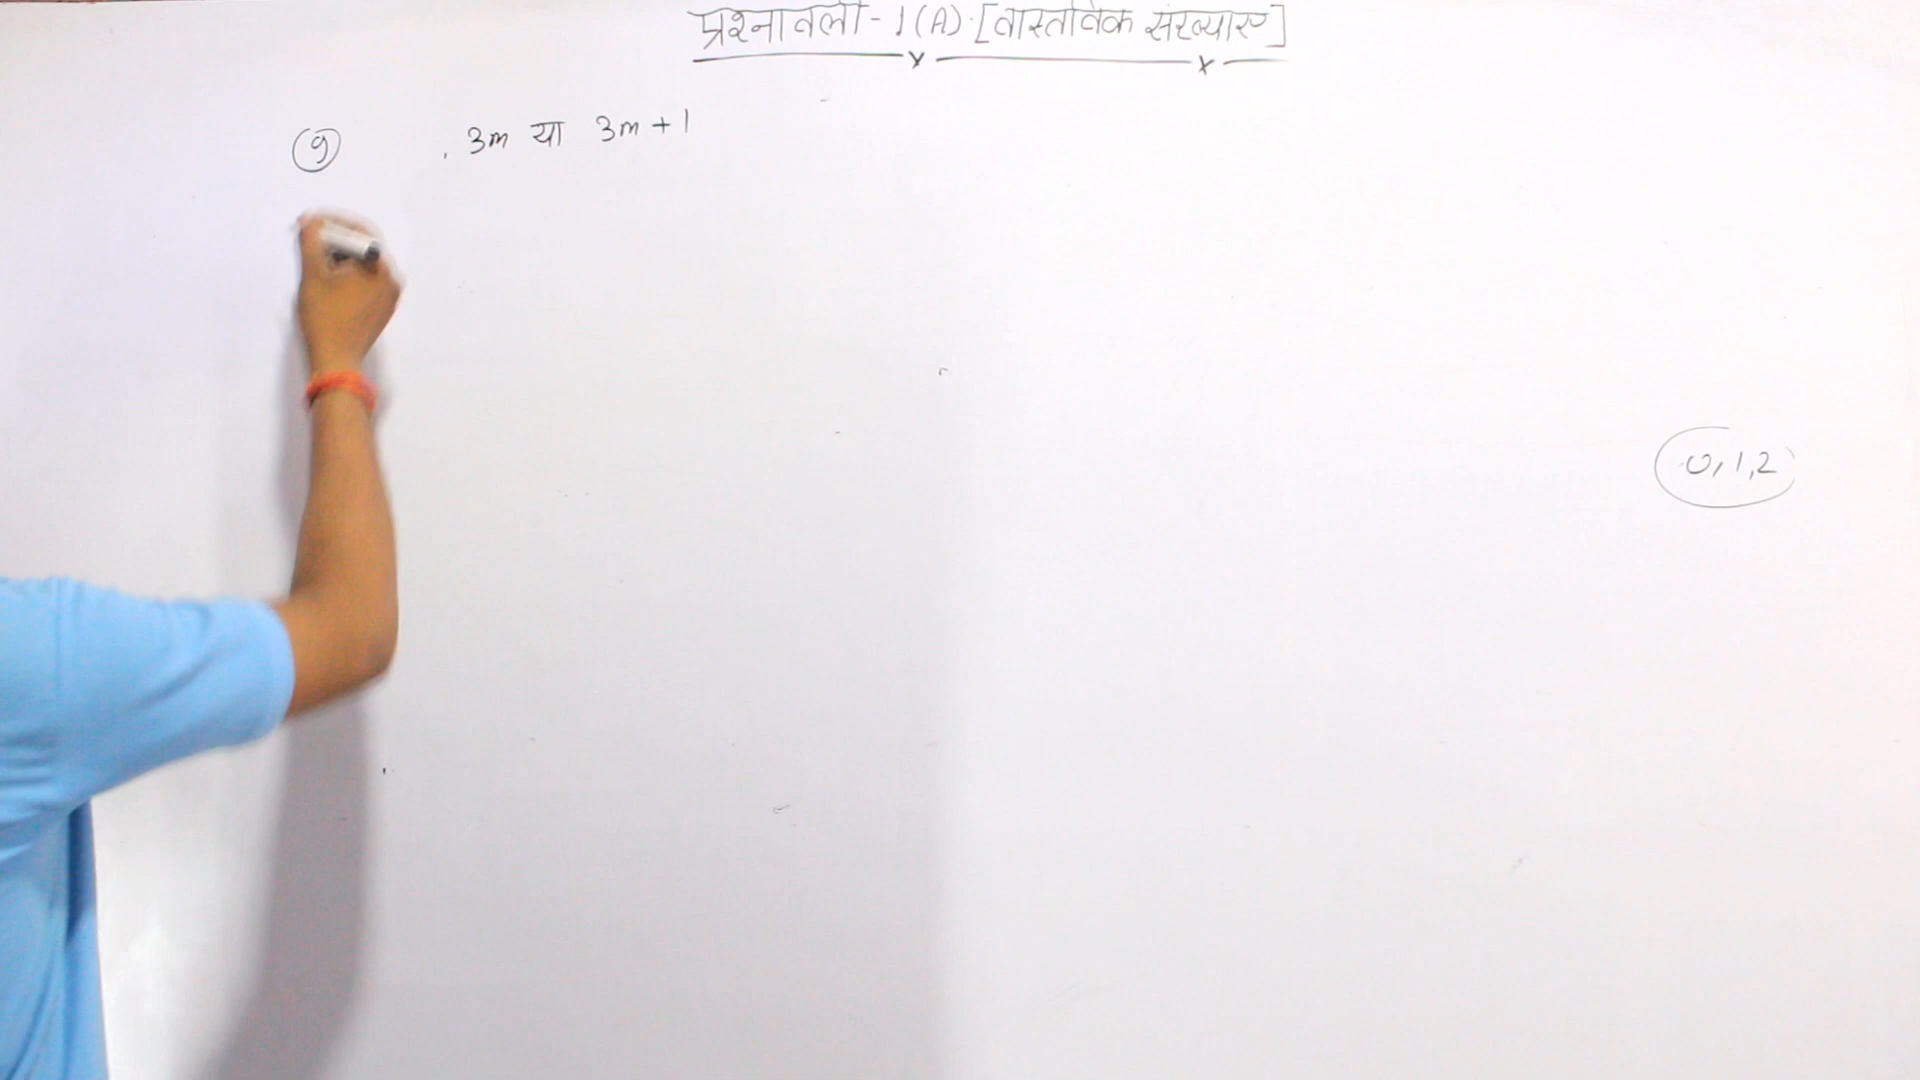 प्रश्नावली - 1(A) [वास्तविक संख्याए]
9 3m या 3m + 1
0, 1, 2